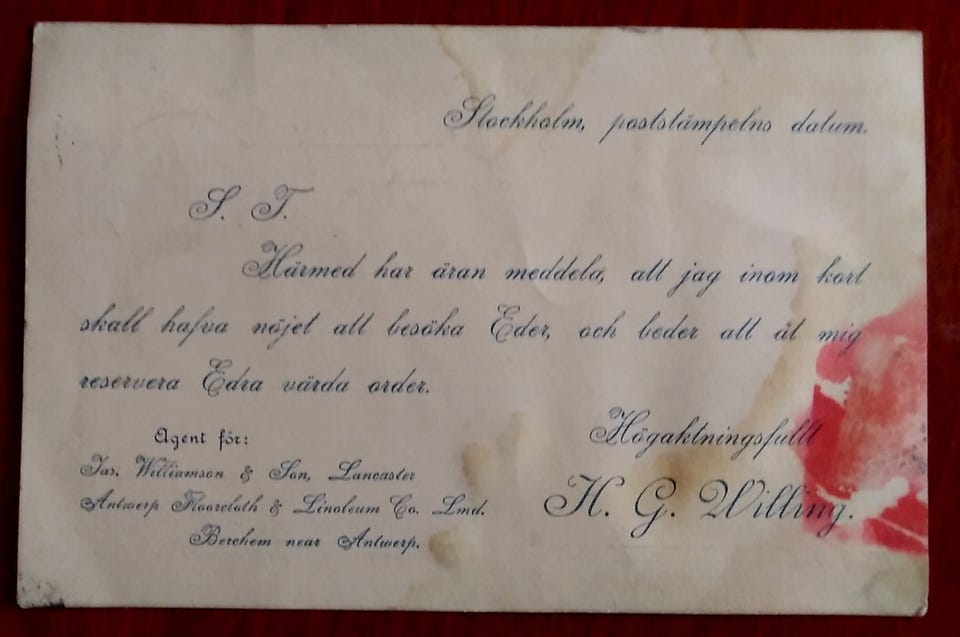 Stockholm, poststämpelns datum.
S. T.
Härmed har äran meddela, att jag inom kort
skall hafva nöjet att besöka Eder, och beder att åt mig
reservera Edra värda order.
Högaktningsfullt
H. G. Willing.
Agent för:
Jas. Williamson & Son, Lancaster
Antwerp Floorcloth & Linoleum Co. Lmd.
Berchem near Antwerp.